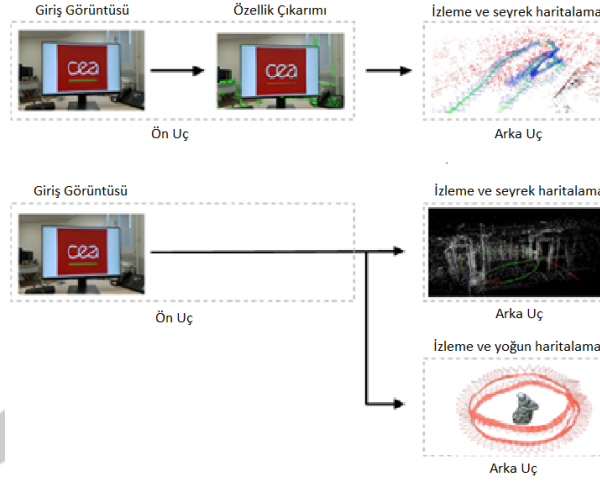 Giriş Görüntüsü
Özellik Çıkarımı
İzleme ve seyrek haritalama
cea
cea
Ön Uç
Arka Uç
Giriş Görüntüsü
İzleme ve seyrek haritalama
cea
Ön Uç
Arka Uç
İzleme ve yoğun haritalama
Arka Uç